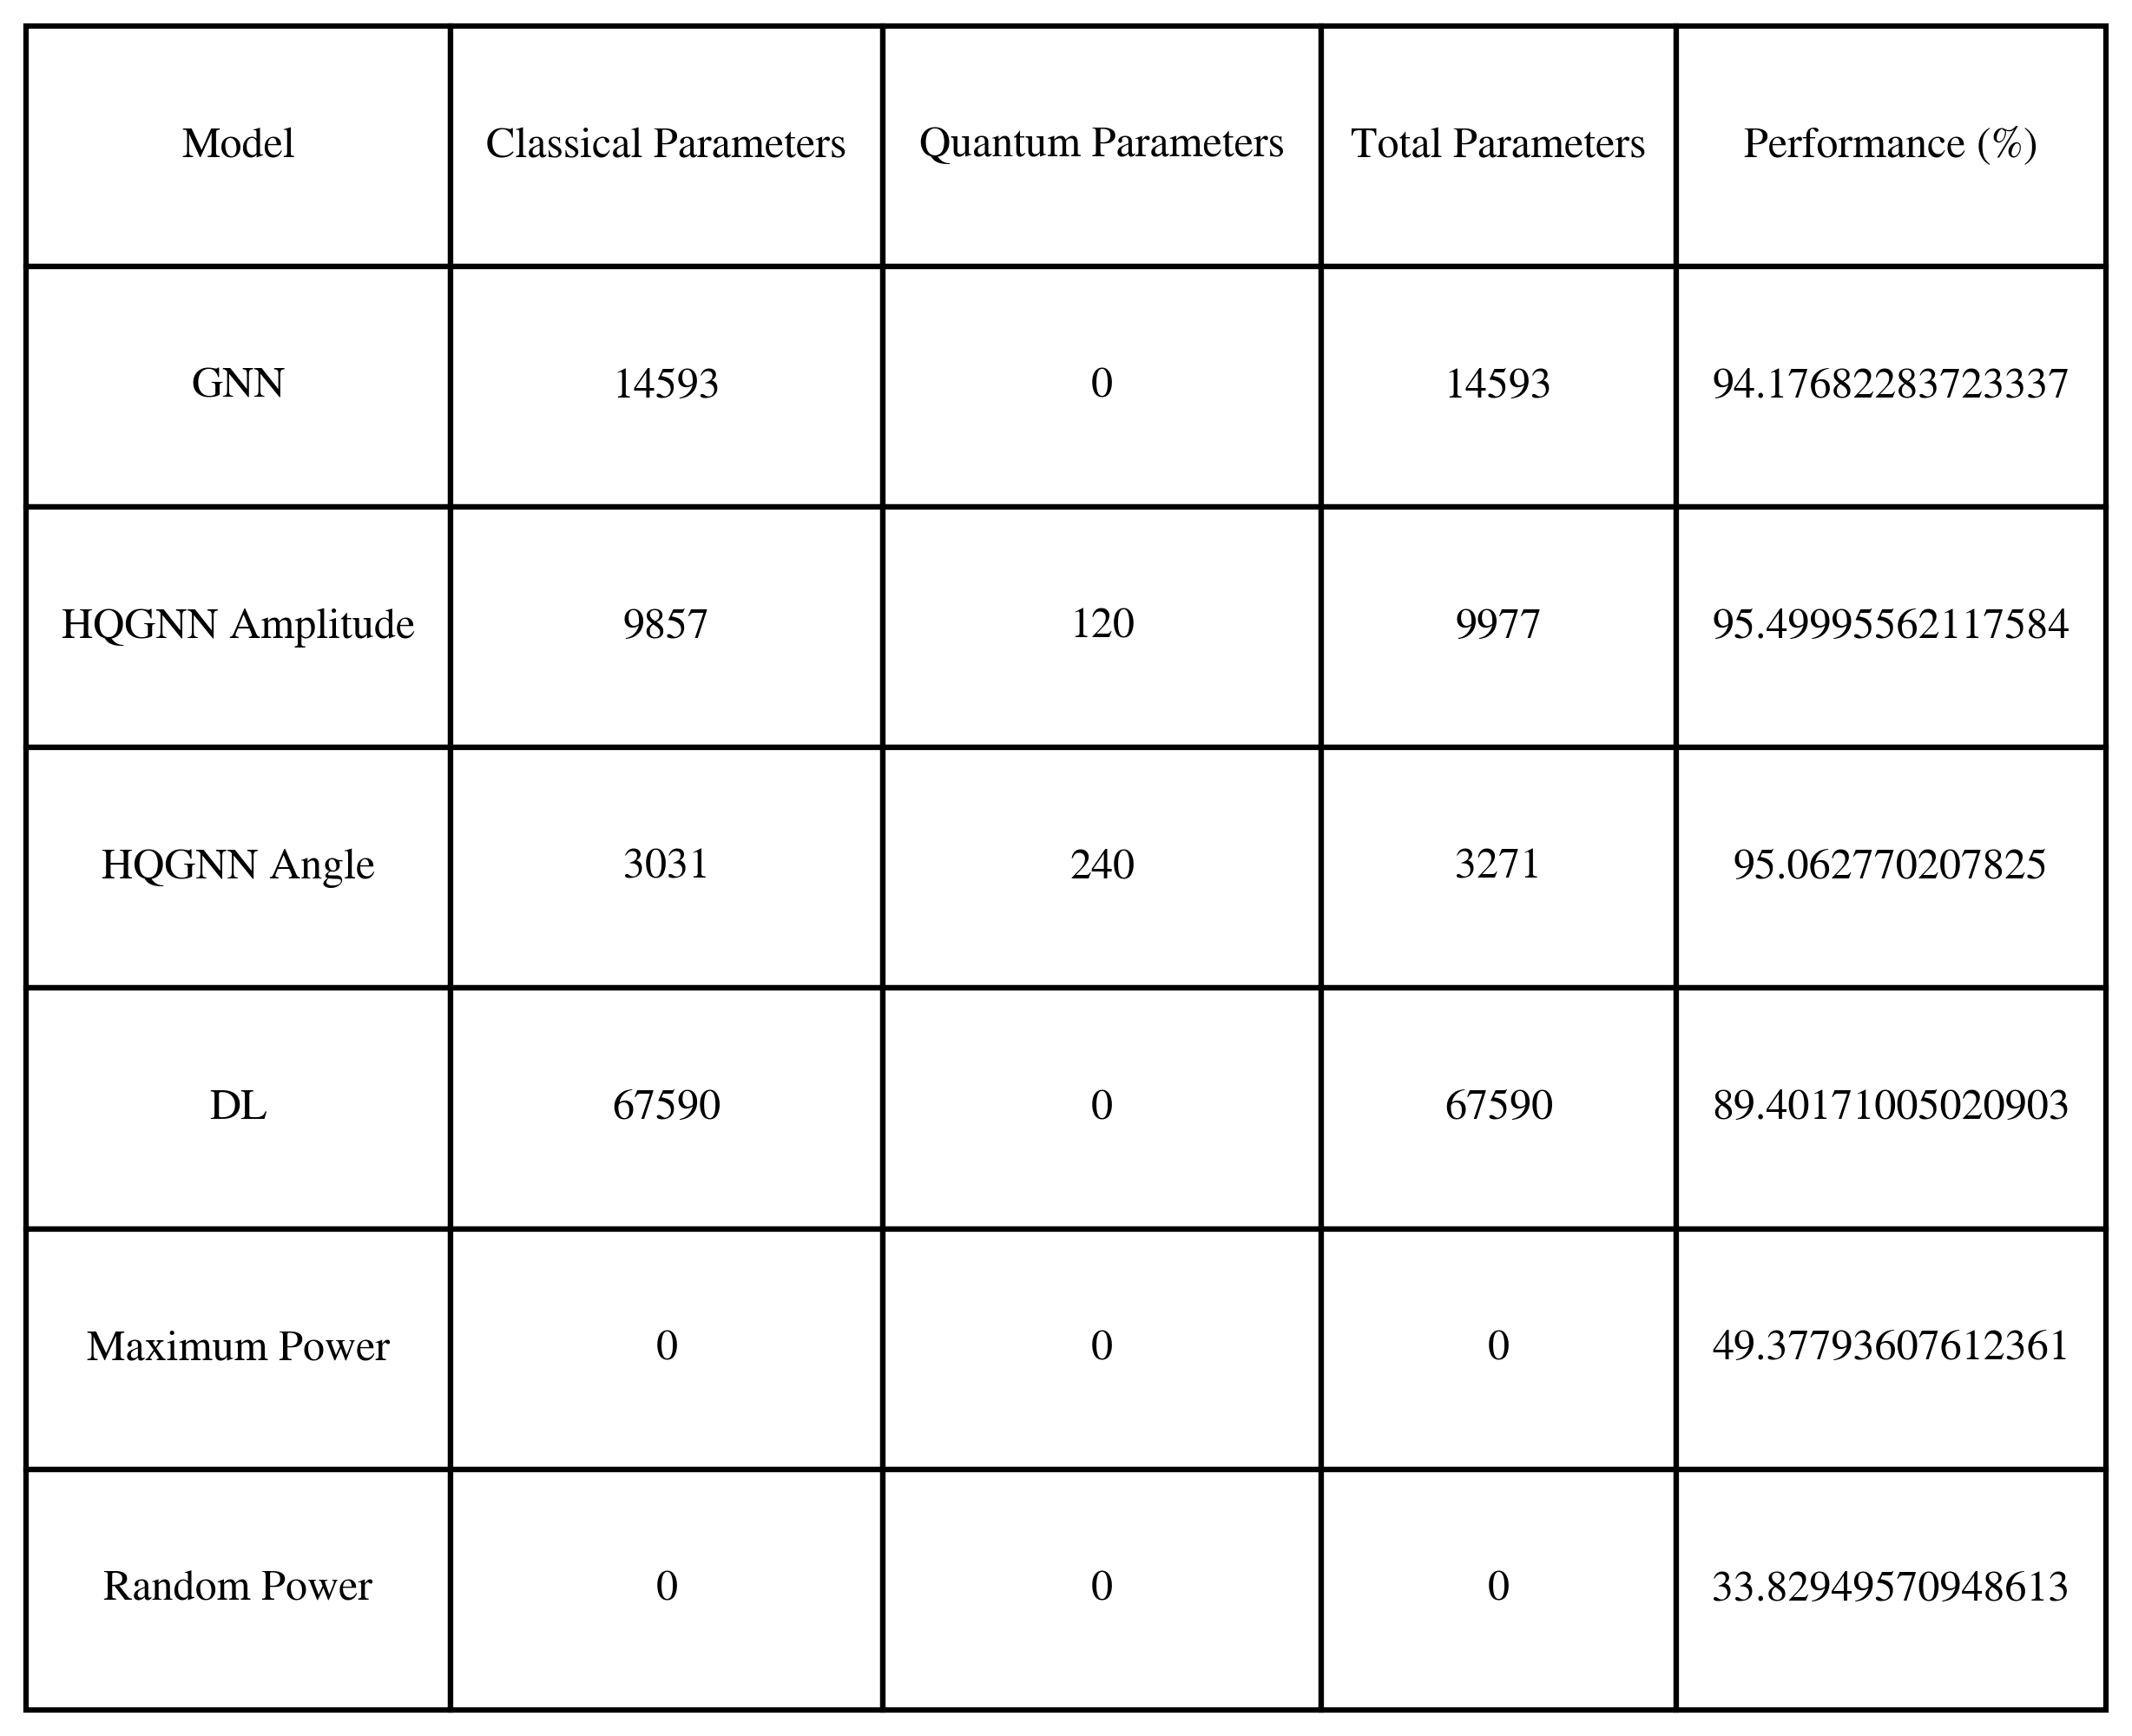 Model Classical Parameters Quantum Parameters Total Parameters Performance (%)
GNN 14593 0 14593 94.17682283723337
HQGNN Amplitude 9857 120 9977 95.49995562117584
HQGNN Angle 3031 240 3271 95.062770207825
DL 67590 0 67590 89.40171005020903
Maximum Power 0 0 0 49.37793607612361
Random Power 0 0 0 33.82949570948613